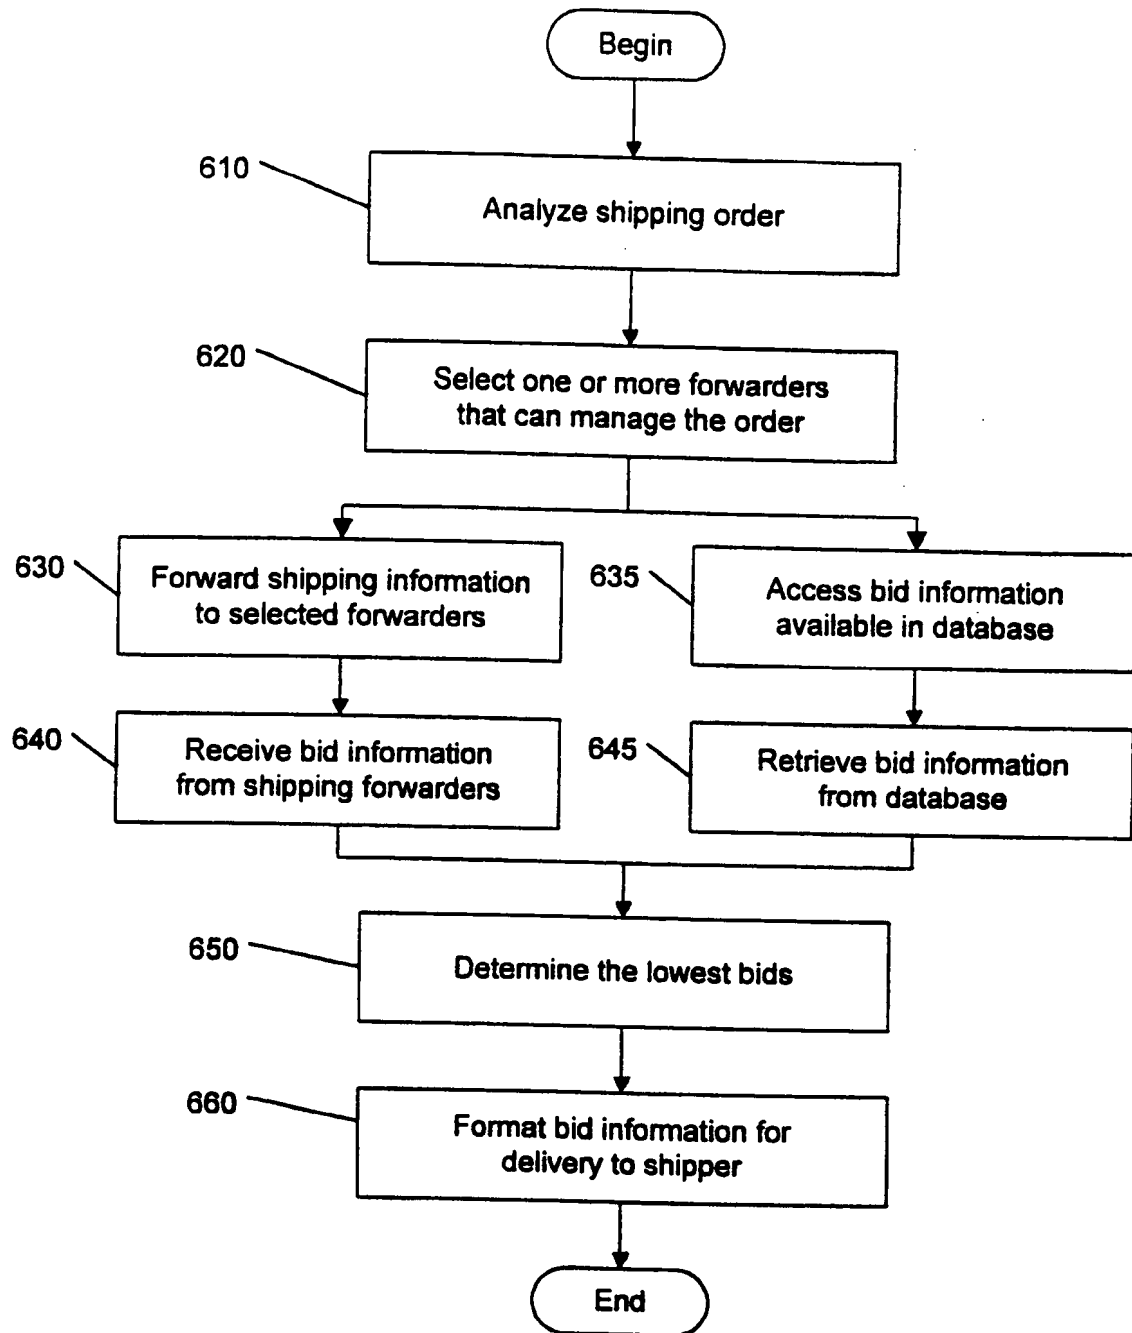 Begin
610
Analyze shipping order
620
Select one or more forwarders
that can manage the order
630
Forward shipping information
to selected forwarders
635
Access bid information
available in database
640
Receive bid information
from shipping forwarders
645
Retrieve bid information
from database
650
Determine the lowest bids
660
Format bid information for
delivery to shipper
End